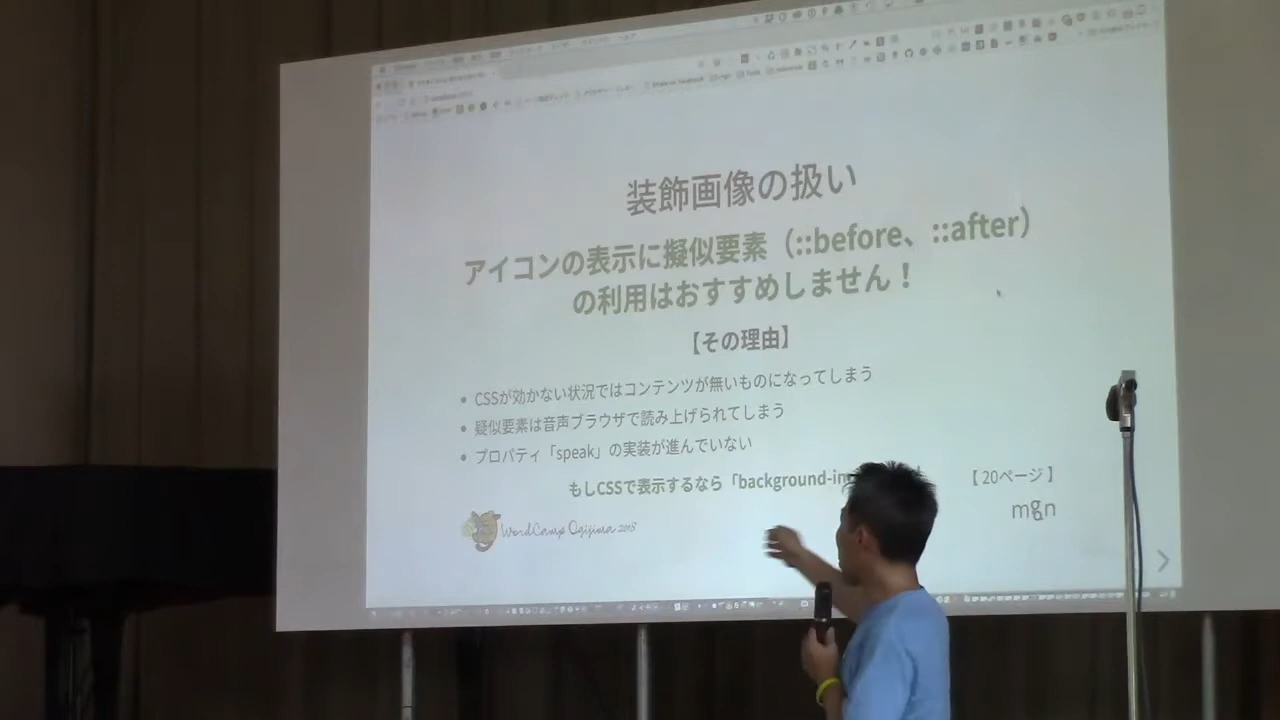 装飾画像の扱い
アイコンの表示に擬似要素（::before、::after）
の利用はおすすめしません！
【その理由】
CSSが効かない状況ではコンテンツが無いものになってしまう
疑似要素は音声ブラウザで読み上げられてしまう
プロパティ「speak」の実装が進んでいない
もしCSSで表示するなら「background-im
【 20ページ 】
WordCamp Ogijima 2018
mgn